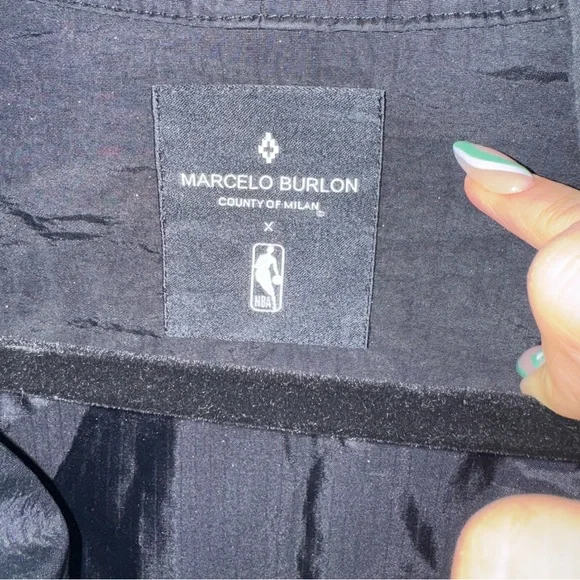 MARCELO BURLON
COUNTY OF MILAN
X
NBA